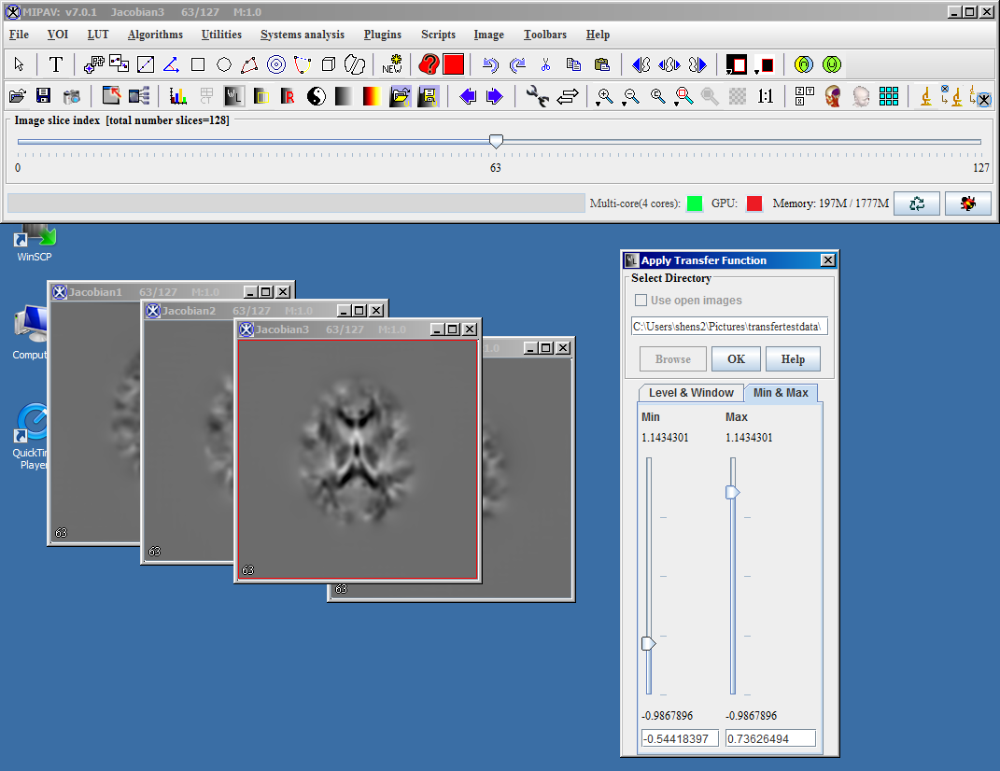 MIPAV: v7.0.1 Jacobian3 63/127 M:1.0
File VOI LUT Algorithms Utilities Systems analysis Plugins Scripts Image Toolbars Help
T NEW ?
CT CT WL R 1:1
Image slice index [total number slices=128]
0 63 127
Multi-core(4 cores): GPU: Memory: 197M / 1777M
WinSCP
Apply Transfer Function
Select Directory
Use open images
C:\Users\shens2\Pictures\transfertestdata\
Browse OK Help
Level & Window Min & Max
Min Max
1.1434301 1.1434301
-0.9867896 -0.9867896
-0.54418397 0.73626494
Jacobian1 63/127 M:1.0
Jacobian2 63/127 M:1.0
Jacobian3 63/127 M:1.0
1.0
Comput
QuickTin
Player
63
63
63
63